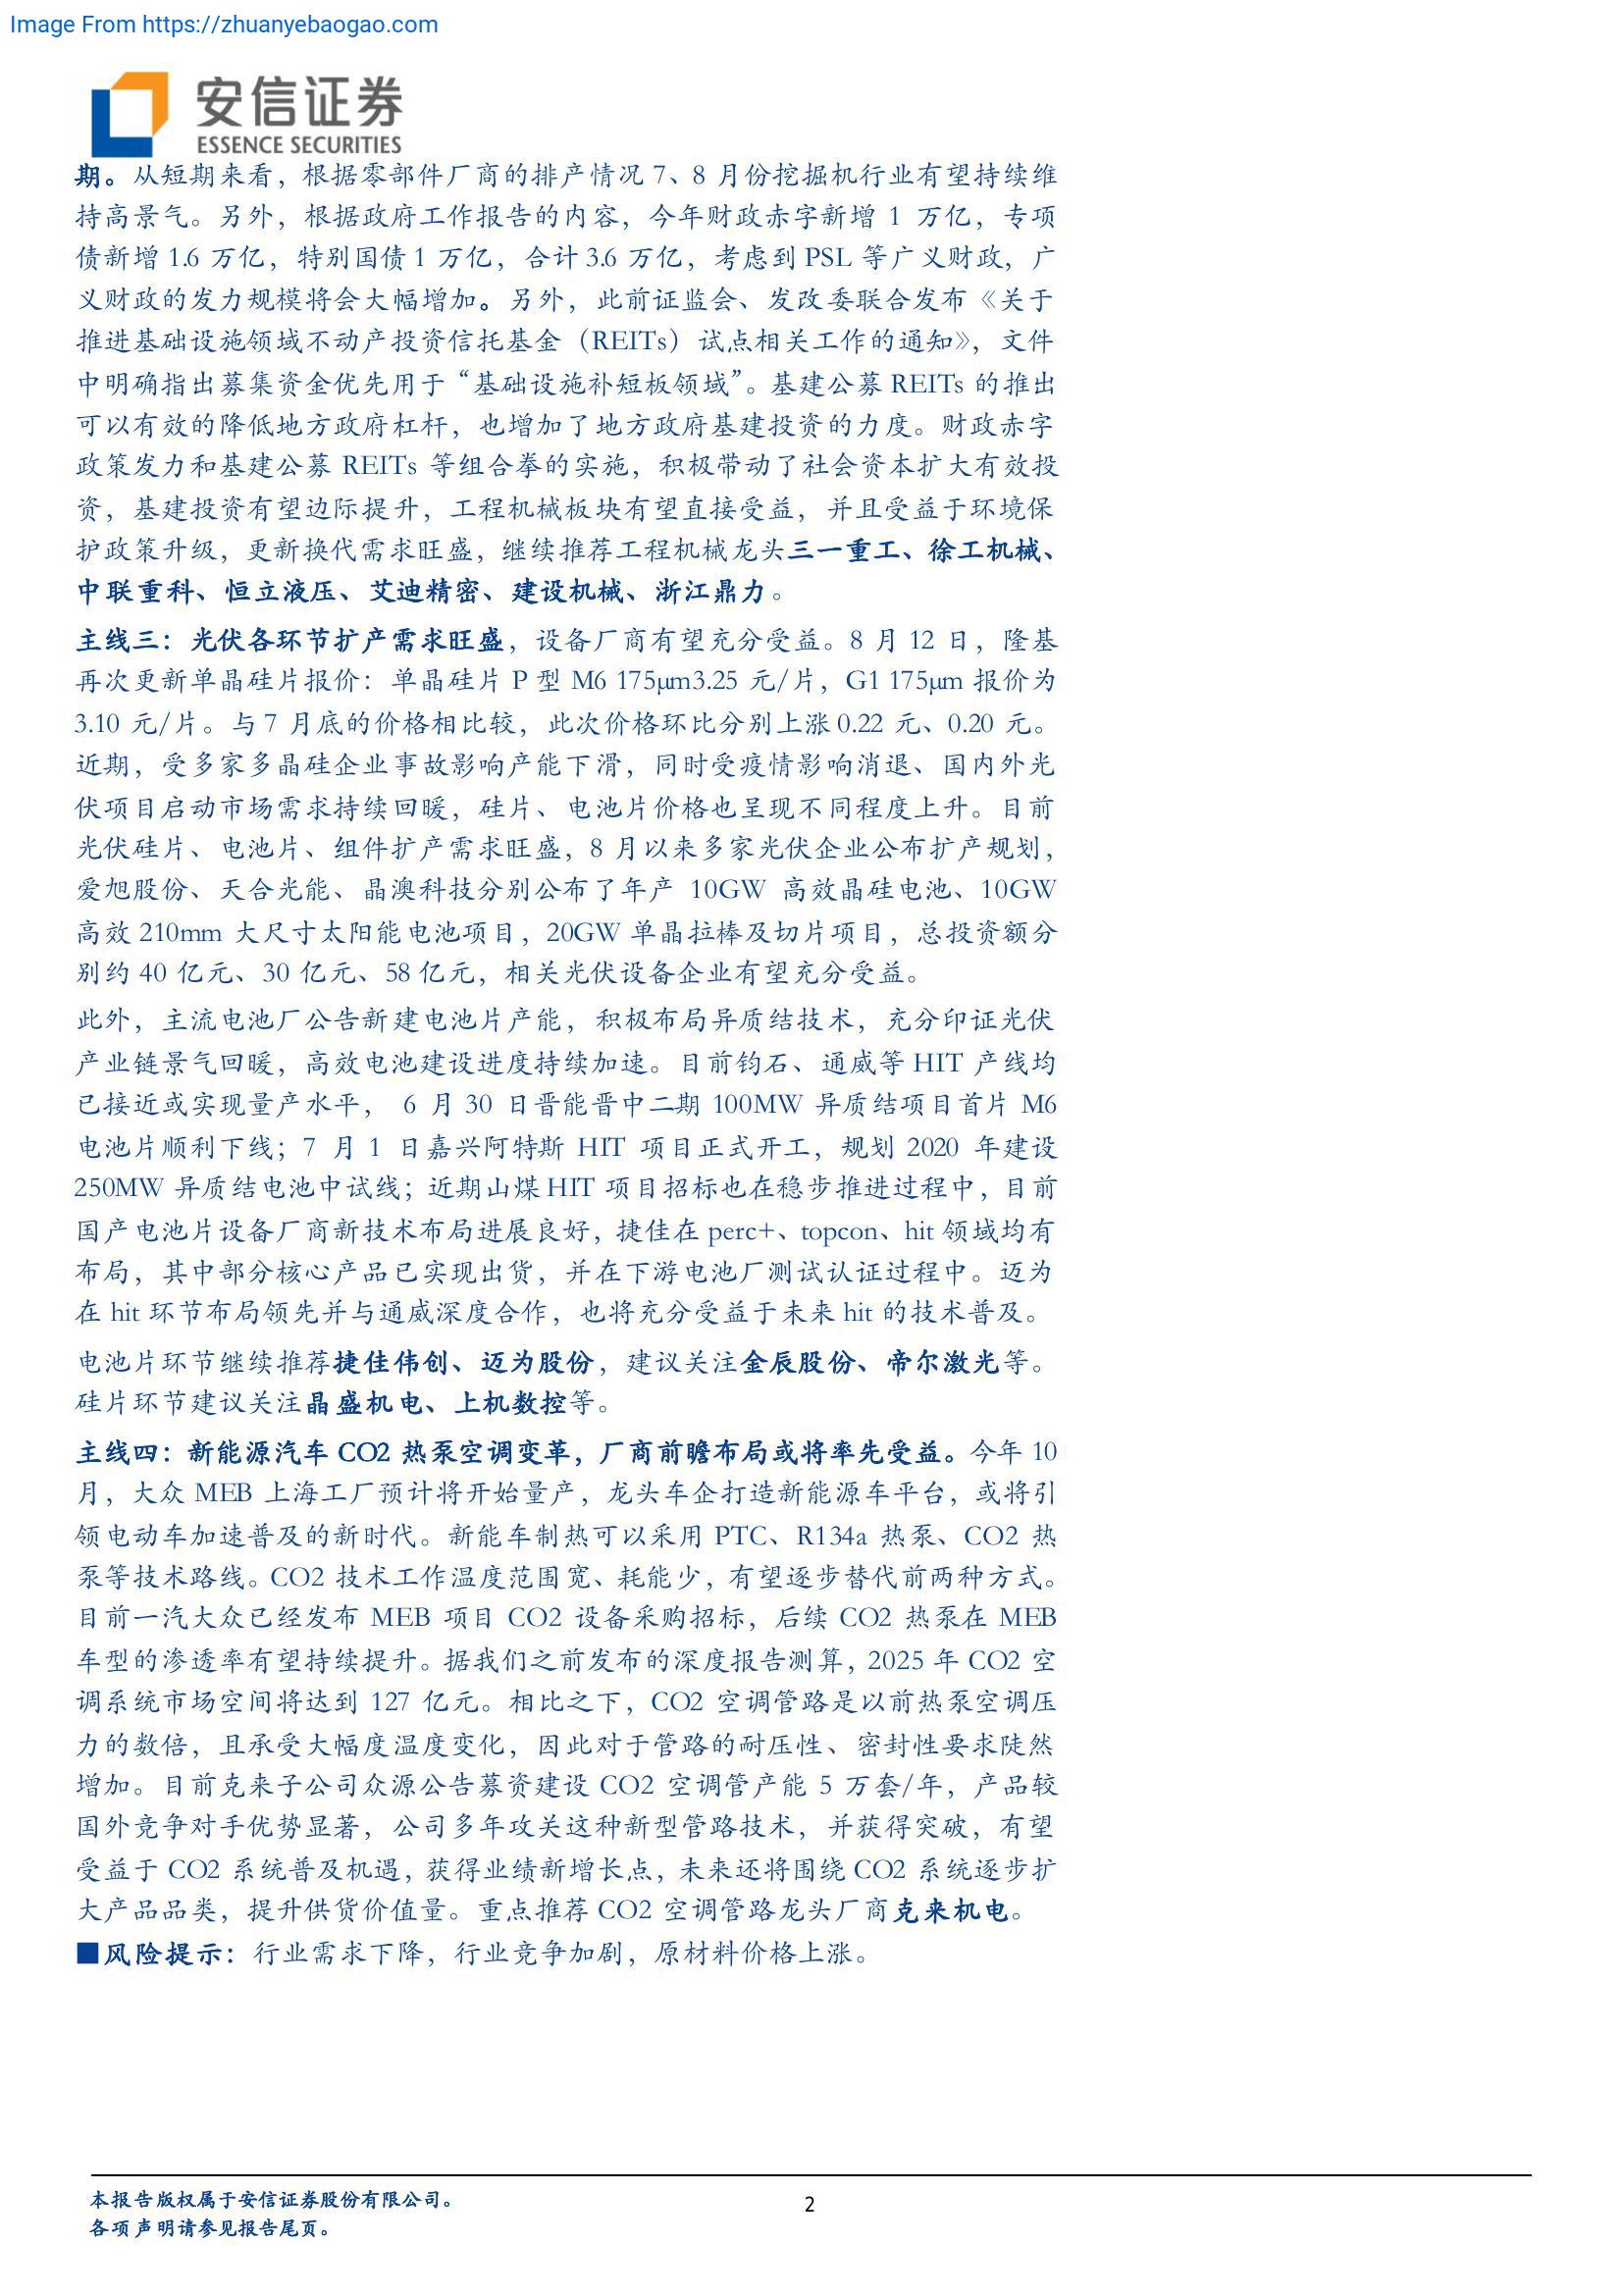 Image From https://zhuanyebaogao.com
安信证券
ESSENCE SECURITIES
期。从短期来看，根据零部件厂商的排产情况 7、8 月份挖掘机行业有望持续维
持高景气。另外，根据政府工作报告的内容，今年财政赤字新增 1 万亿，专项
债新增 1.6 万亿，特别国债 1 万亿，合计 3.6 万亿，考虑到 PSL 等广义财政，广
义财政的发力规模将会大幅增加。另外，此前证监会、发改委联合发布《关于
推进基础设施领域不动产投资信托基金（REITs）试点相关工作的通知》，文件
中明确指出募集资金优先用于“基础设施补短板领域”。基建公募 REITs 的推出
可以有效的降低地方政府杠杆，也增加了地方政府基建投资的力度。财政赤字
政策发力和基建公募 REITs 等组合拳的实施，积极带动了社会资本扩大有效投
资，基建投资有望边际提升，工程机械板块有望直接受益，并且受益于环境保
护政策升级，更新换代需求旺盛，继续推荐工程机械龙头三一重工、徐工机械、
中联重科、恒立液压、艾迪精密、建设机械、浙江鼎力。
主线三：光伏各环节扩产需求旺盛，设备厂商有望充分受益。8 月 12 日，隆基
再次更新单晶硅片报价：单晶硅片 P 型 M6 175μm3.25 元/片，G1 175μm 报价为
3.10 元/片。与 7 月底的价格相比较，此次价格环比分别上涨 0.22 元、0.20 元。
近期，受多家多晶硅企业事故影响产能下滑，同时受疫情影响消退、国内外光
伏项目启动市场需求持续回暖，硅片、电池片价格也呈现不同程度上升。目前
光伏硅片、电池片、组件扩产需求旺盛，8 月以来多家光伏企业公布扩产规划，
爱旭股份、天合光能、晶澳科技分别公布了年产 10GW 高效晶硅电池、10GW
高效 210mm 大尺寸太阳能电池项目，20GW 单晶拉棒及切片项目，总投资额分
别约 40 亿元、30 亿元、58 亿元，相关光伏设备企业有望充分受益。
此外，主流电池厂公告新建电池片产能，积极布局异质结技术，充分印证光伏
产业链景气回暖，高效电池建设进度持续加速。目前钧石、通威等 HIT 产线均
已接近或实现量产水平， 6 月 30 日晋能晋中二期 100MW 异质结项目首片 M6
电池片顺利下线；7 月 1 日嘉兴阿特斯 HIT 项目正式开工，规划 2020 年建设
250MW 异质结电池中试线；近期山煤 HIT 项目招标也在稳步推进过程中，目前
国产电池片设备厂商新技术布局进展良好，捷佳在 perc+、topcon、hit 领域均有
布局，其中部分核心产品已实现出货，并在下游电池厂测试认证过程中。迈为
在 hit 环节布局领先并与通威深度合作，也将充分受益于未来 hit 的技术普及。
电池片环节继续推荐捷佳伟创、迈为股份，建议关注金辰股份、帝尔激光等。
硅片环节建议关注晶盛机电、上机数控等。
主线四：新能源汽车 CO2 热泵空调变革，厂商前瞻布局或将率先受益。今年 10
月，大众 MEB 上海工厂预计将开始量产，龙头车企打造新能源车平台，或将引
领电动车加速普及的新时代。新能车制热可以采用 PTC、R134a 热泵、CO2 热
泵等技术路线。CO2 技术工作温度范围宽、耗能少，有望逐步替代前两种方式。
目前一汽大众已经发布 MEB 项目 CO2 设备采购招标，后续 CO2 热泵在 MEB
车型的渗透率有望持续提升。据我们之前发布的深度报告测算，2025 年 CO2 空
调系统市场空间将达到 127 亿元。相比之下，CO2 空调管路是以前热泵空调压
力的数倍，且承受大幅度温度变化，因此对于管路的耐压性、密封性要求陡然
增加。目前克来子公司众源公告募资建设 CO2 空调管产能 5 万套/年，产品较
国外竞争对手优势显著，公司多年攻关这种新型管路技术，并获得突破，有望
受益于 CO2 系统普及机遇，获得业绩新增长点，未来还将围绕 CO2 系统逐步扩
大产品品类，提升供货价值量。重点推荐 CO2 空调管路龙头厂商克来机电。
■风险提示：行业需求下降，行业竞争加剧，原材料价格上涨。
本报告版权属于安信证券股份有限公司。
2
各项声明请参见报告尾页。